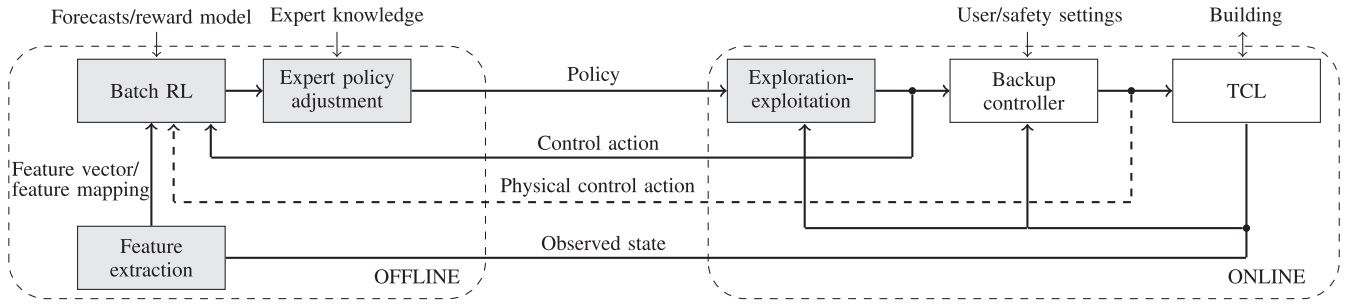 Forecasts/reward model
Expert knowledge
User/safety settings
Building
Batch RL
Expert policy
adjustment
Policy
Exploration-
exploitation
Backup
controller
TCL
Control action
Feature vector/
feature mapping
Physical control action
Feature
extraction
Observed state
OFFLINE
ONLINE